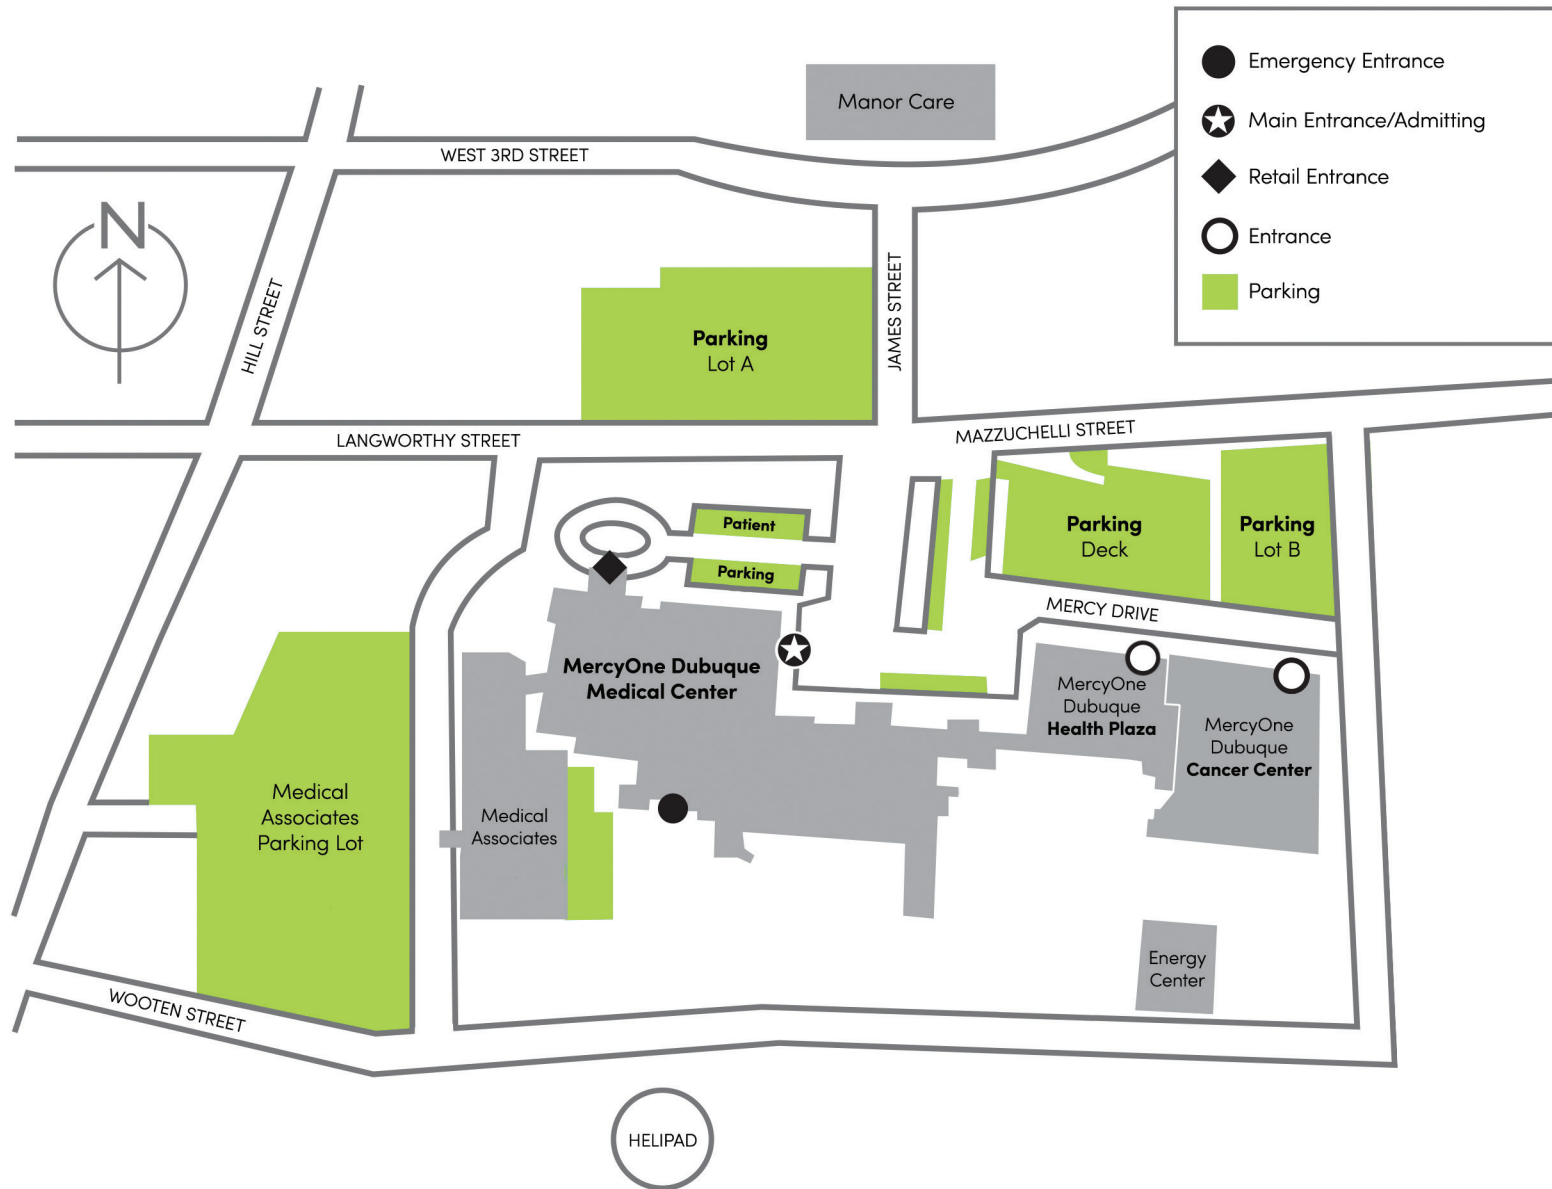 Emergency Entrance
Main Entrance/Admitting
Retail Entrance
Entrance
Parking
Manor Care
WEST 3RD STREET
N
HILL STREET
JAMES STREET
Parking
Lot A
LANGWORTHY STREET
MAZZUCHELLI STREET
Patient
Parking
Parking
Deck
Parking
Lot B
MERCY DRIVE
MercyOne Dubuque
Medical Center
MercyOne
Dubuque
Health Plaza
MercyOne
Dubuque
Cancer Center
Medical
Associates
Parking Lot
Medical
Associates
Energy
Center
WOOTEN STREET
HELIPAD